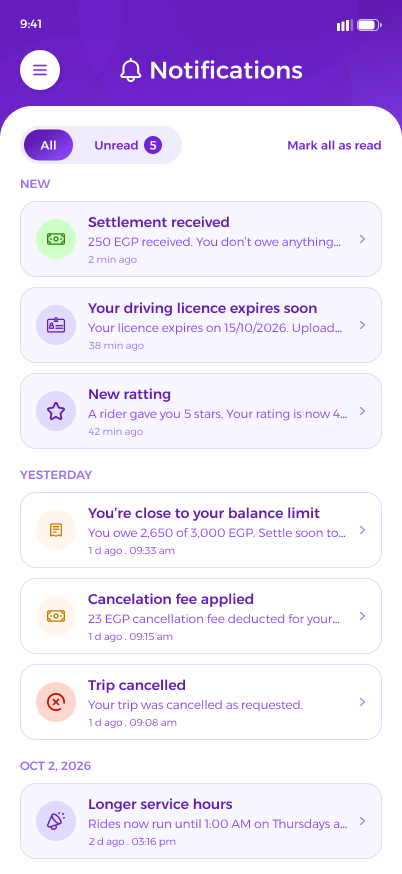 9:41
Notifications
All
Unread 5
Mark all as read
NEW
Settlement received
250 EGP received. You don't owe anything...
2 min ago
Your driving licence expires soon
Your licence expires on 15/10/2026. Upload...
38 min ago
New ratting
A rider gave you 5 stars. Your rating is now 4...
42 min ago
YESTERDAY
You're close to your balance limit
You owe 2,650 of 3,000 EGP. Settle soon to...
1 d ago . 09:33 am
Cancelation fee applied
23 EGP cancellation fee deducted for your...
1 d ago . 09:15 am
Trip cancelled
Your trip was cancelled as requested.
1 d ago . 09:08 am
OCT 2, 2026
Longer service hours
Rides now run until 1:00 AM on Thursdays a...
2 d ago . 03:16 pm